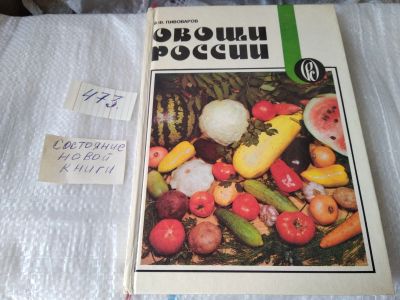 В.Ф. ПИВОВАРОВ
ОВОЩИ
РОССИИ
473
Состояние
новой
книги